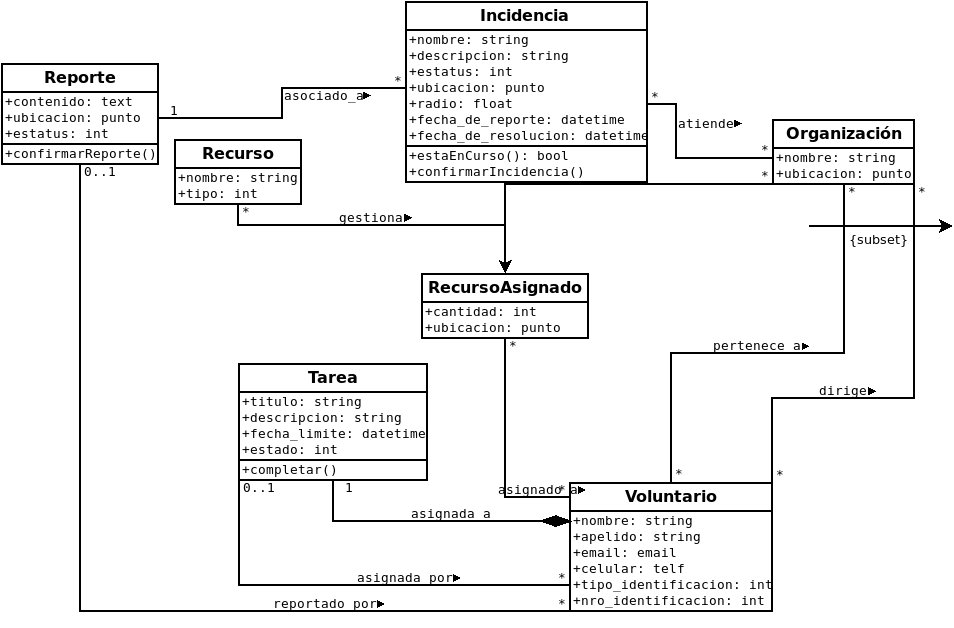 Incidencia
+nombre: string
+descripcion: string
+estatus: int
+ubicacion: punto
+radio: float
+fecha_de_reporte: datetime
+fecha_de_resolucion: datetime
+estaEnCurso(): bool
+confirmarIncidencia()
Reporte
+contenido: text
+ubicacion: punto
+estatus: int
+confirmarReporte()
1
asociado_a
*
*
atiende
*
*
Organización
+nombre: string
+ubicacion: punto
*
*
{subset}
Recurso
+nombre: string
+tipo: int
*
gestiona
0..1
RecursoAsignado
+cantidad: int
+ubicacion: punto
*
pertenece a
*
dirige
*
Tarea
+titulo: string
+descripcion: string
+fecha_limite: datetime
+estado: int
+completar()
0..1
1
asignado a
*
asignada a
asignada por
*
reportado por
*
Voluntario
+nombre: string
+apelido: string
+email: email
+celular: telf
+tipo_identificacion: int
+nro_identificacion: int